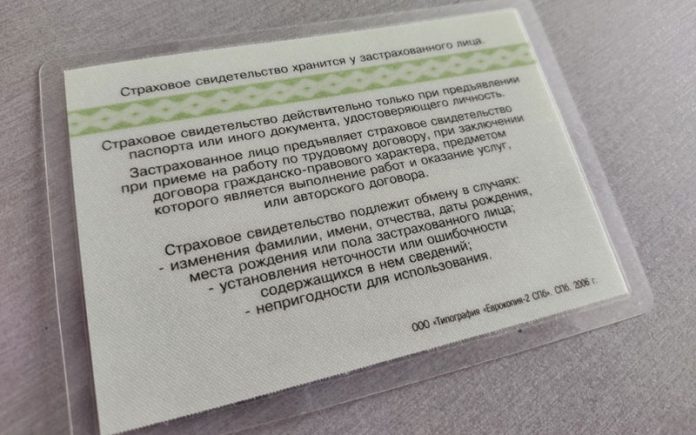 Страховое свидетельство хранится у застрахованного лица.
Страховое свидетельство действительно только при предъявлении
паспорта или иного документа, удостоверяющего личность.
Застрахованное лицо предъявляет страховое свидетельство
при приеме на работу по трудовому договору, при заключении
договора гражданско-правового характера, предметом
которого является выполнение работ и оказание услуг,
или авторского договора.
Страховое свидетельство подлежит обмену в случаях:
- изменения фамилии, имени, отчества, даты рождения,
места рождения или пола застрахованного лица;
- установления неточности или ошибочности
содержащихся в нем сведений;
- непригодности для использования.
ООО «Типография «Еврокопия-2 СПб». СПб. 2006 г.